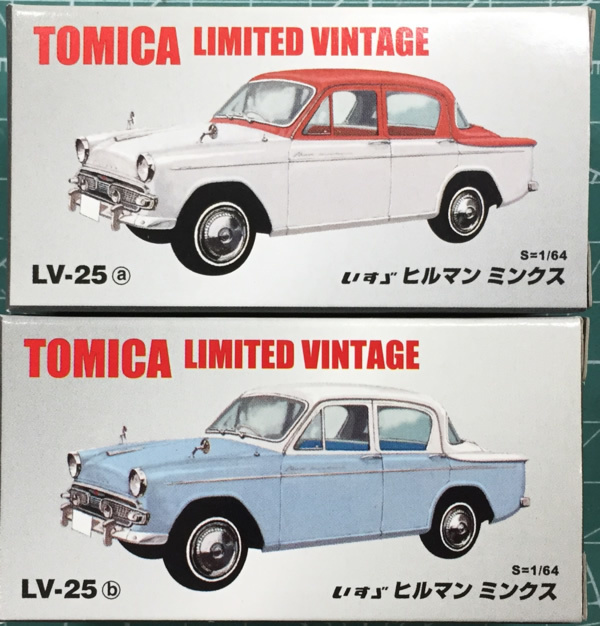 TOMICA LIMITED VINTAGE
S=1/64
LV-25 ⓐ いすゞ ヒルマン ミンクス
TOMICA LIMITED VINTAGE
S=1/64
LV-25 ⓑ いすゞ ヒルマン ミンクス